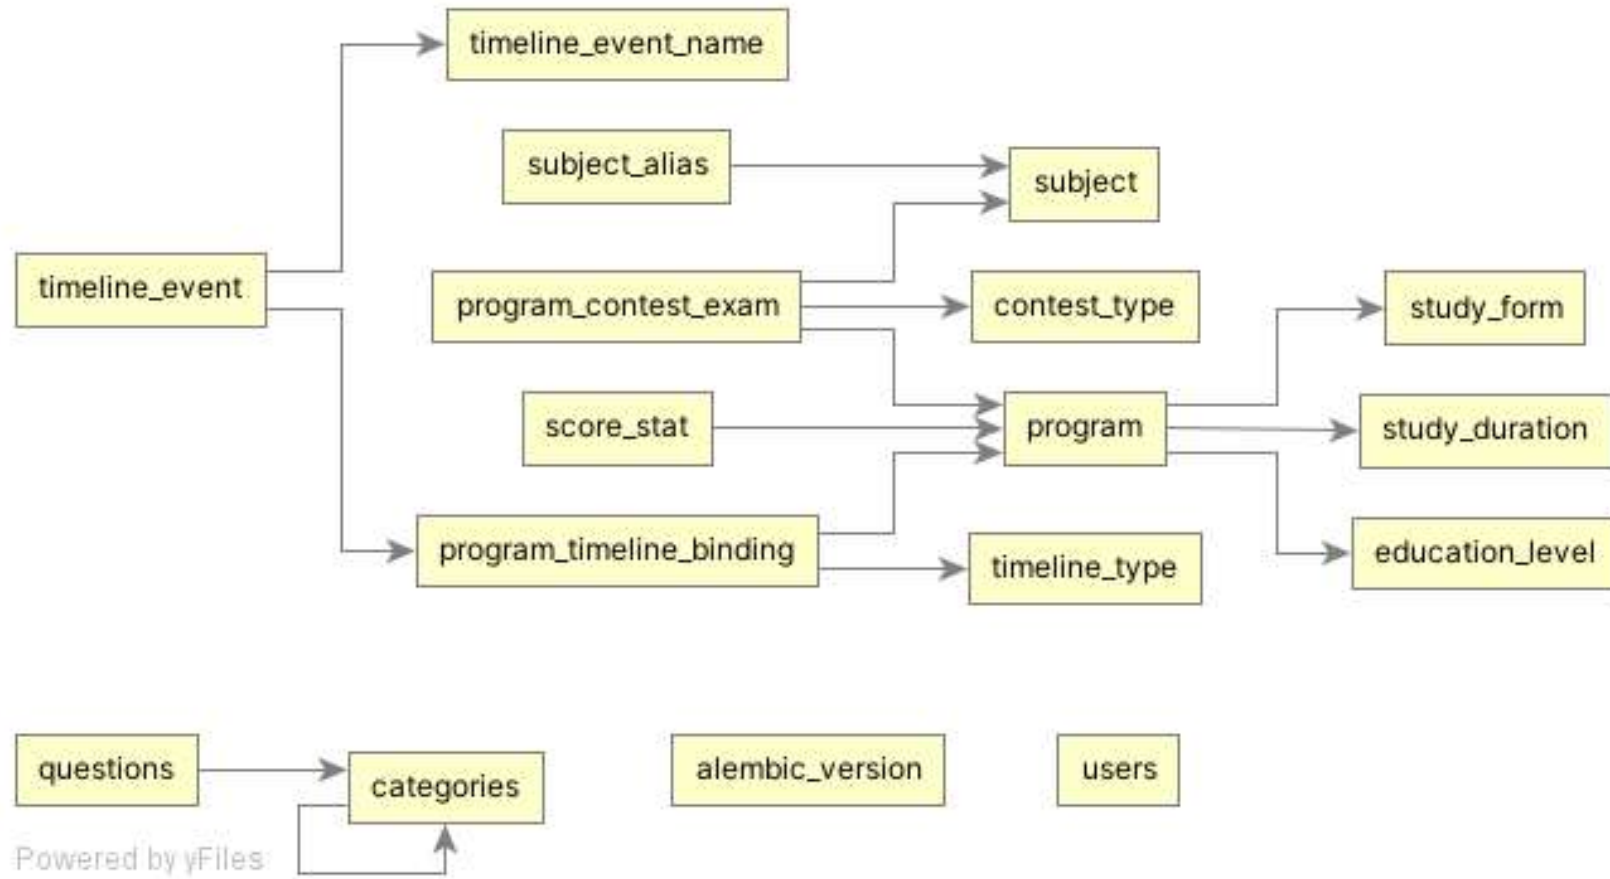 timeline_event_name
subject_alias
subject
timeline_event
program_contest_exam
contest_type
study_form
score_stat
program
study_duration
program_timeline_binding
timeline_type
education_level
questions
categories
alembic_version
users
Powered by yFiles